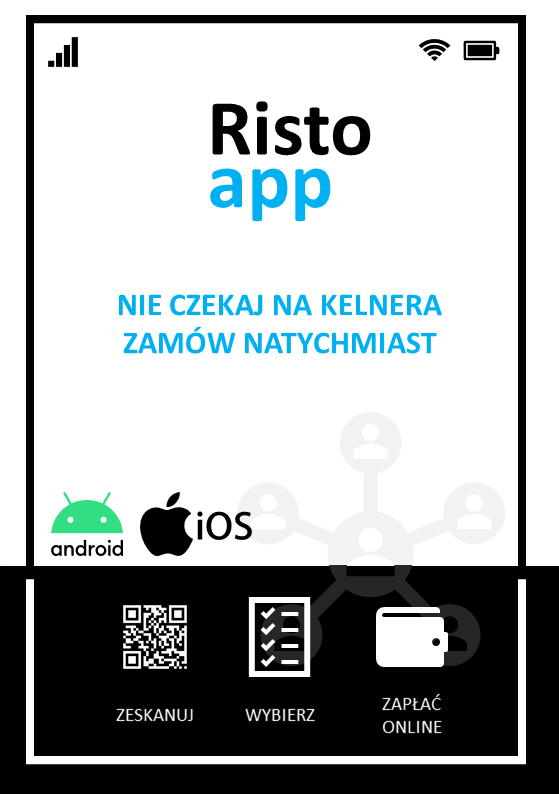 Risto
app
NIE CZEKAJ NA KELNERA
ZAMÓW NATYCHMIAST
android
iOS
ZESKANUJ
WYBIERZ
ZAPŁAĆ
ONLINE